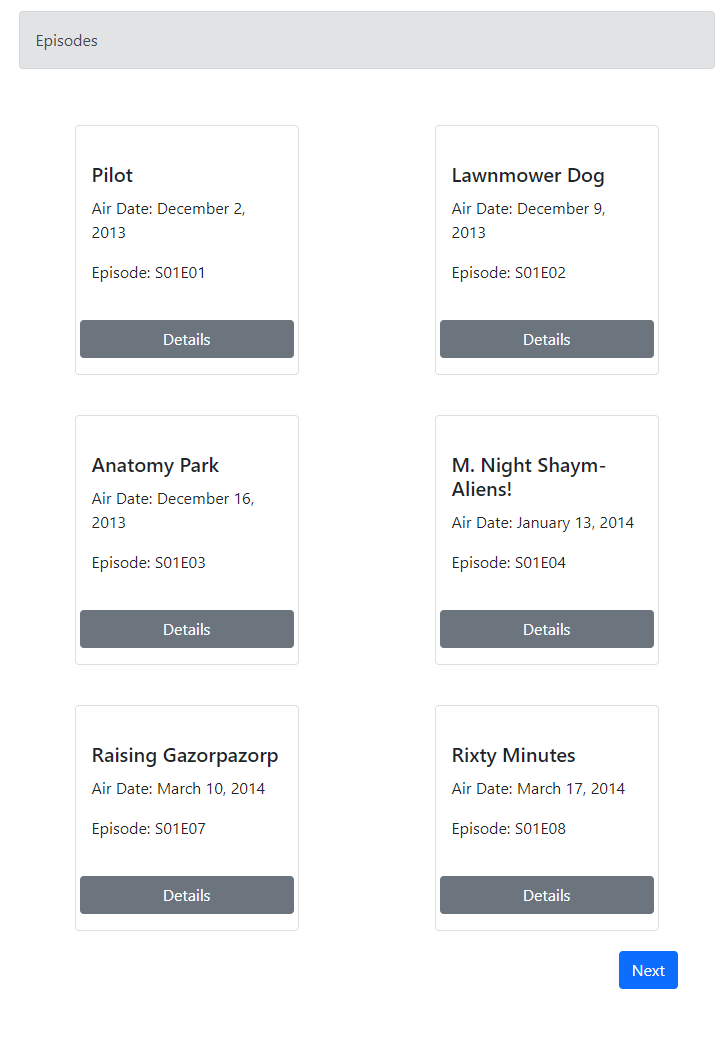 Episodes
Pilot
Air Date: December 2,
2013
Episode: S01E01
Details
Lawnmower Dog
Air Date: December 9,
2013
Episode: S01E02
Details
Anatomy Park
Air Date: December 16,
2013
Episode: S01E03
Details
M. Night Shaym-
Aliens!
Air Date: January 13, 2014
Episode: S01E04
Details
Raising Gazorpazorp
Air Date: March 10, 2014
Episode: S01E07
Details
Rixty Minutes
Air Date: March 17, 2014
Episode: S01E08
Details
Next